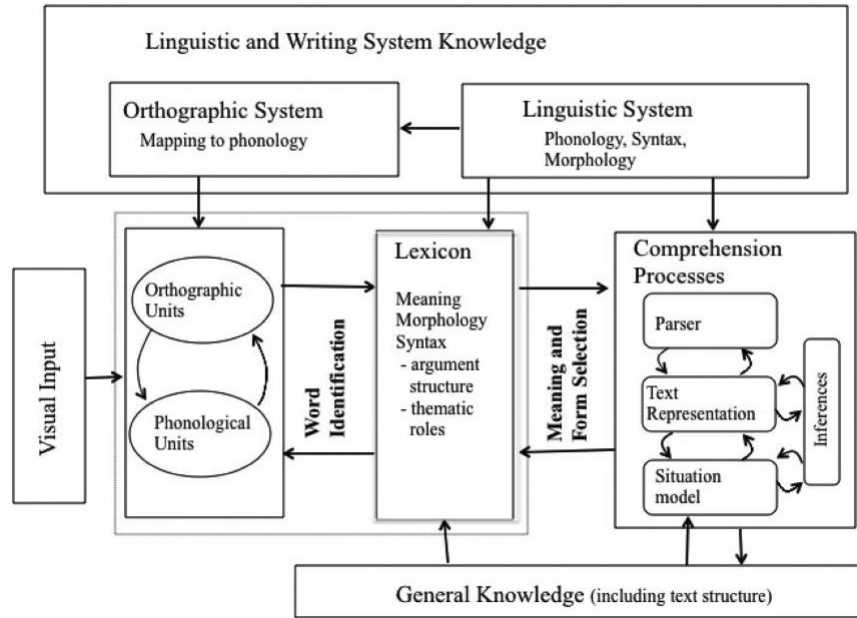 Linguistic and Writing System Knowledge
Orthographic System
Mapping to phonology
Linguistic System
Phonology, Syntax,
Morphology
Visual Input
Orthographic
Units
Phonological
Units
Word
Identification
Lexicon
Meaning
Morphology
Syntax
- argument
structure
- thematic
roles
Meaning and
Form Selection
Comprehension
Processes
Parser
Text
Representation
Situation
model
Inferences
General Knowledge (including text structure)